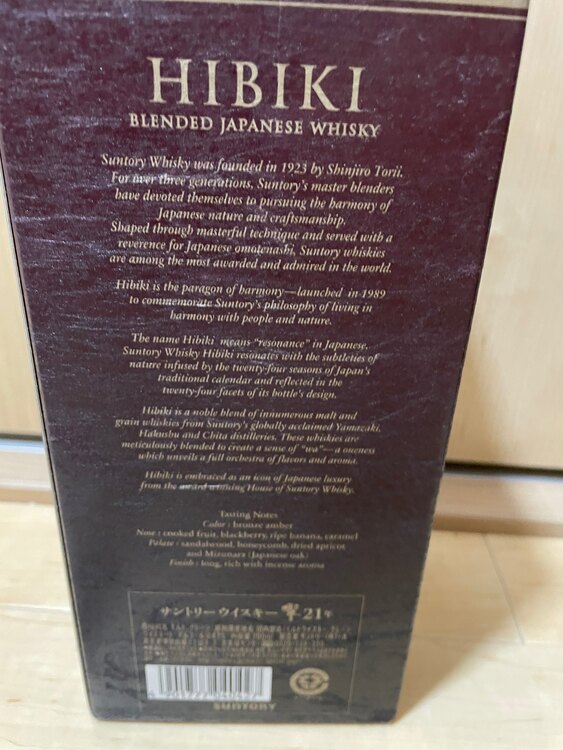 HIBIKI
BLENDED JAPANESE WHISKY
Suntory Whisky was founded in 1923 by Shinjiro Torii.
For over three generations, Suntory's master blenders
have devoted themselves to pursuing the harmony of
Japanese nature and craftsmanship.
Shaped through masterful technique and served with a
reverence for Japanese omotenashi, Suntory whiskies
are among the most awarded and admired in the world.
Hibiki is the paragon of harmony—launched in 1989
to commemorate Suntory's philosophy of living in
harmony with people and nature.
The name Hibiki means "resonance" in Japanese.
Suntory Whisky Hibiki resonates with the subtleties of
nature infused by the twenty-four seasons of Japan's
traditional calendar and reflected in the
twenty-four facets of its bottle's design.
Hibiki is a noble blend of innumerous malt and
grain whiskies from Suntory's globally acclaimed Yamazaki,
Hakushu and Chita distilleries. These whiskies are
meticulously blended to create a sense of "wa"—a oneness
which unveils a full orchestra of flavors and aroma.
Hibiki is embraced as an icon of Japanese luxury
from the award winning House of Suntory Whisky.
Tasting Notes
Color : bronze amber
Nose : cooked fruit, blackberry, ripe banana, caramel
Palate : sandalwood, honeycomb, dried apricot
and Mizunara (Japanese oak)
Finish : long, rich with incense aroma
サントリーウイスキー 響 21年
SUNTORY